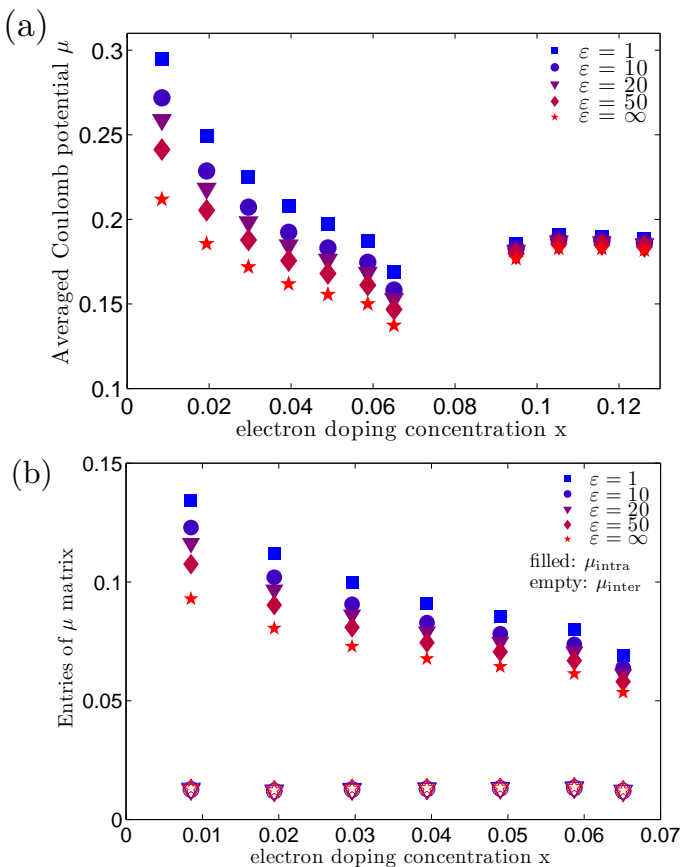 (a)
Averaged Coulomb potential μ
0.3
0.25
0.2
0.15
0.1
ε = 1
ε = 10
ε = 20
ε = 50
ε = ∞
0 0.02 0.04 0.06 0.08 0.1 0.12
electron doping concentration x
(b)
Entries of μ matrix
0.15
0.1
0.05
0
ε = 1
ε = 10
ε = 20
ε = 50
ε = ∞
filled: μintra
empty: μinter
0 0.01 0.02 0.03 0.04 0.05 0.06 0.07
electron doping concentration x